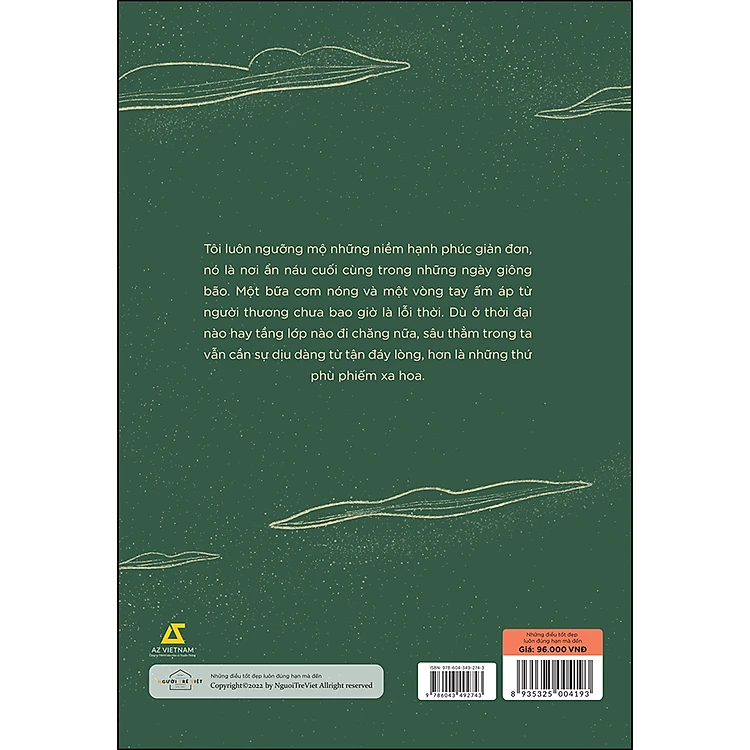 Tôi luôn ngưỡng mộ những niềm hạnh phúc giản đơn,
nó là nơi ẩn náu cuối cùng trong những ngày giông
bão. Một bữa cơm nóng và một vòng tay ấm áp từ
người thương chưa bao giờ là lỗi thời. Dù ở thời đại
nào hay tầng lớp nào đi chăng nữa, sâu thẳm trong ta
vẫn cần sự dịu dàng từ tận đáy lòng, hơn là những thứ
phù phiếm xa hoa.
AZ VIETNAM
NGƯỜI TRẺ VIỆT
Những điều tốt đẹp luôn đúng hạn mà đến
Copyright©2022 by NguoiTreViet Allright reserved
ISBN: 978-604-349-274-3
9 786043 492743
Những điều tốt đẹp
luôn đúng hạn mà đến
Giá: 96.000 VNĐ
8 935325 004193